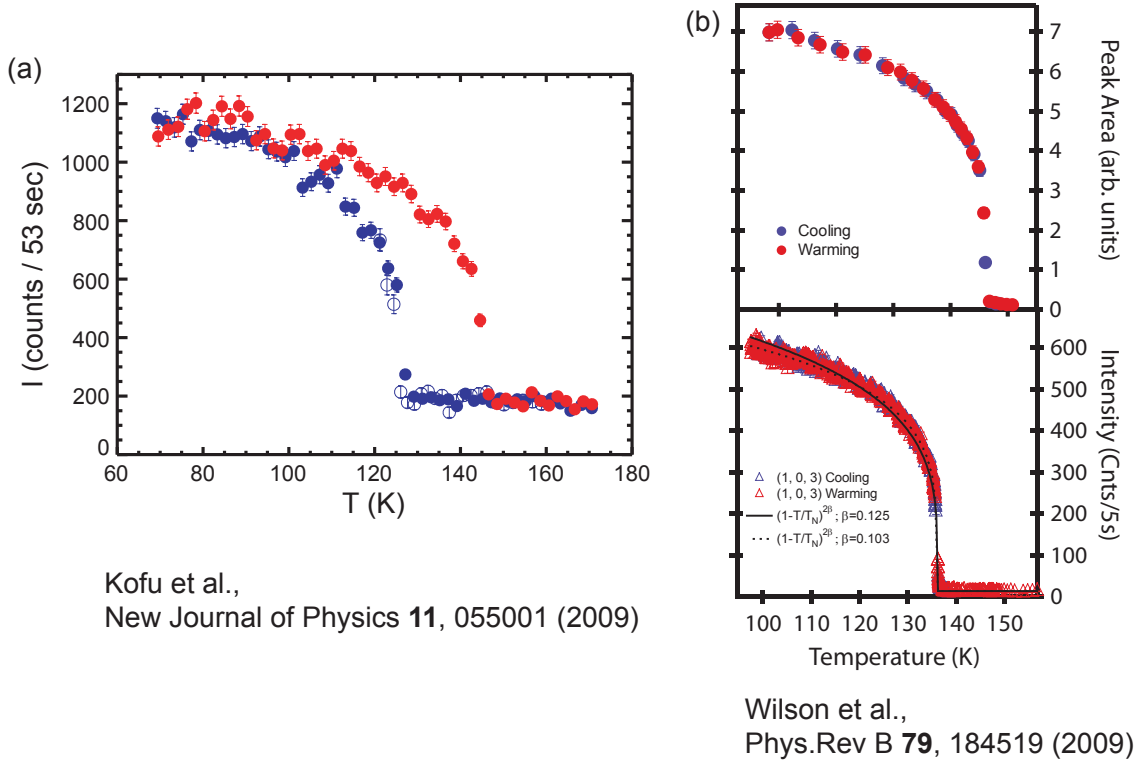 (a)
I (counts / 53 sec)
1200
1000
800
600
400
200
0
60 80 100 120 140 160 180
T (K)
Kofu et al.,
New Journal of Physics 11, 055001 (2009)
(b)
7
6
5
4
3
2
1
0
Peak Area (arb. units)
Cooling
Warming
600
500
400
300
200
100
0
Intensity (Cnts/5s)
(1, 0, 3) Cooling
(1, 0, 3) Warming
(1-T/T_N)^2β ; β=0.125
(1-T/T_N)^2β ; β=0.103
100 110 120 130 140 150
Temperature (K)
Wilson et al.,
Phys.Rev B 79, 184519 (2009)